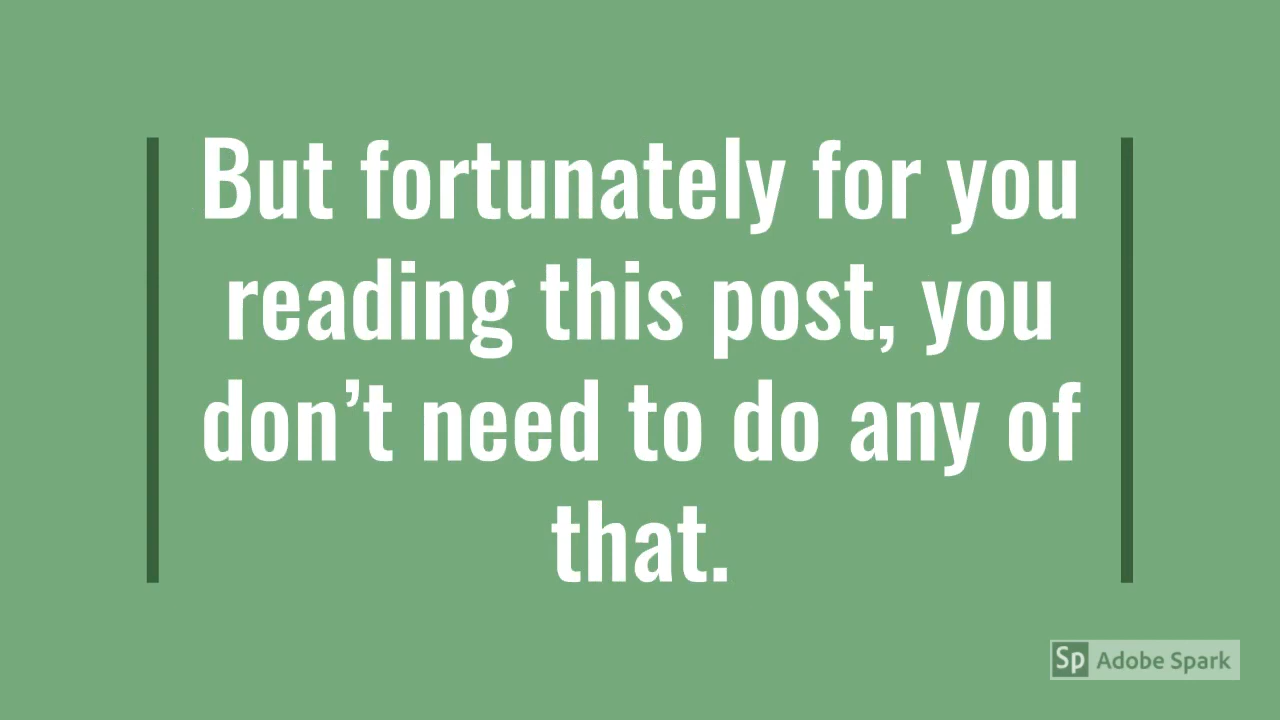 But fortunately for you
reading this post, you
don’t need to do any of
that.
Sp Adobe Spark